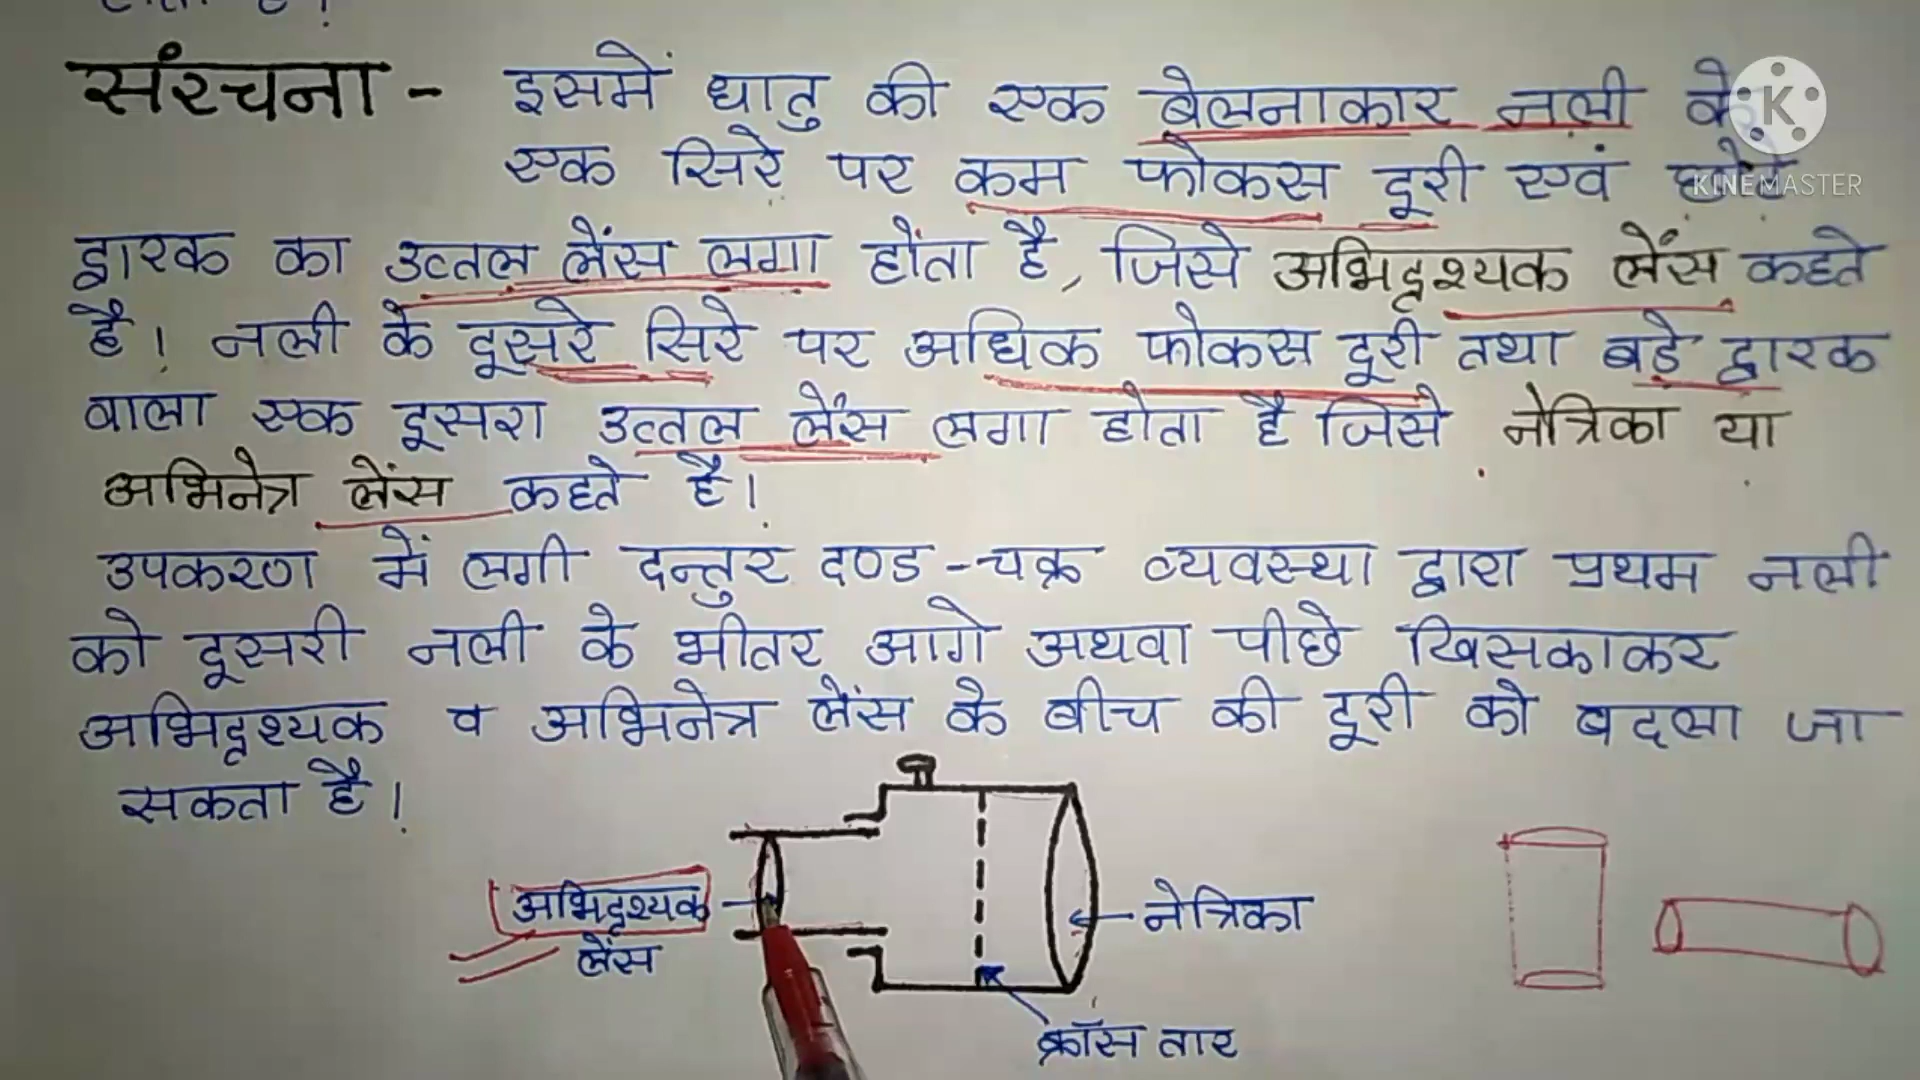 संरचना - इसमें धातु की एक बेलनाकार नली के
एक सिरे पर कम फोकस दूरी एवं छोटे
द्वारक का उत्तल लेंस लगा होंता है, जिसे अभिदृश्यक लेंस कहते
है। नली के दूसरे सिरे पर अधिक फोकस दूरी तथा बड़े द्वारक
वाला एक दूसरा उत्तल लेंस लगा होता है जिसे नेत्रिका या
अभिनेत्र लेंस कहते है।
उपकरण में लगी दन्तुर दण्ड-चक्र व्यवस्था द्वारा प्रथम नली
को दूसरी नली के भीतर आगे अथवा पीछे खिसकाकर
अभिदृश्यक व अभिनेत्र लेंस के बीच की दूरी को बदला जा
सकता है।
अभिदृश्यक
लेंस
नेत्रिका
क्रॉस तार
K
KINEMASTER